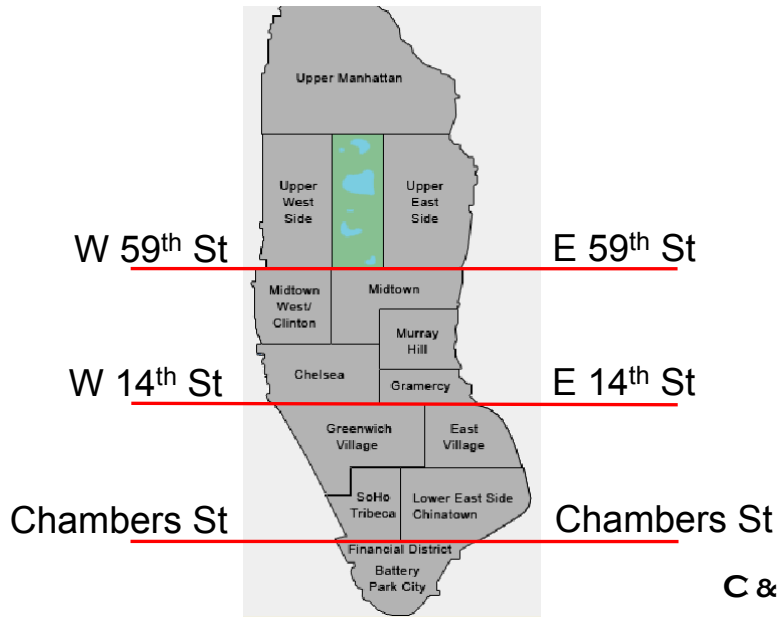 Upper Manhattan
Upper
West
Side
Upper
East
Side
W 59th St
E 59th St
Midtown
West/
Clinton
Midtown
Murray
Hill
Chelsea
W 14th St
Gramercy
E 14th St
Greenwich
Village
East
Village
SoHo
Tribeca
Lower East Side
Chinatown
Chambers St
Chambers St
Financial District
Battery
Park City
C &